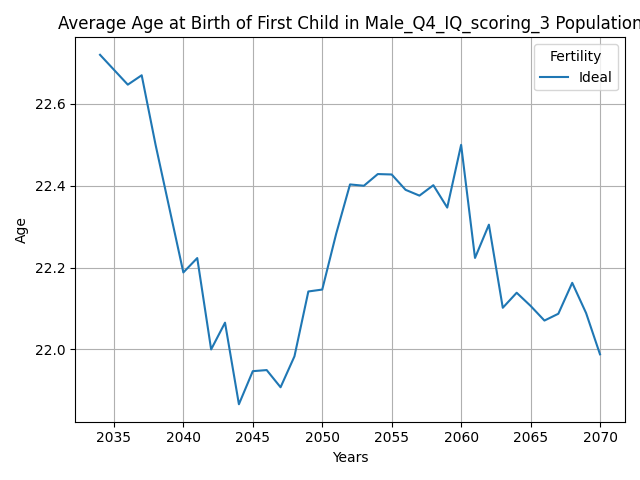 Average Age at Birth of First Child in Male_Q4_IQ_scoring_3 Population
Fertility
Ideal
Age
22.6
22.4
22.2
22.0
2035 2040 2045 2050 2055 2060 2065 2070
Years